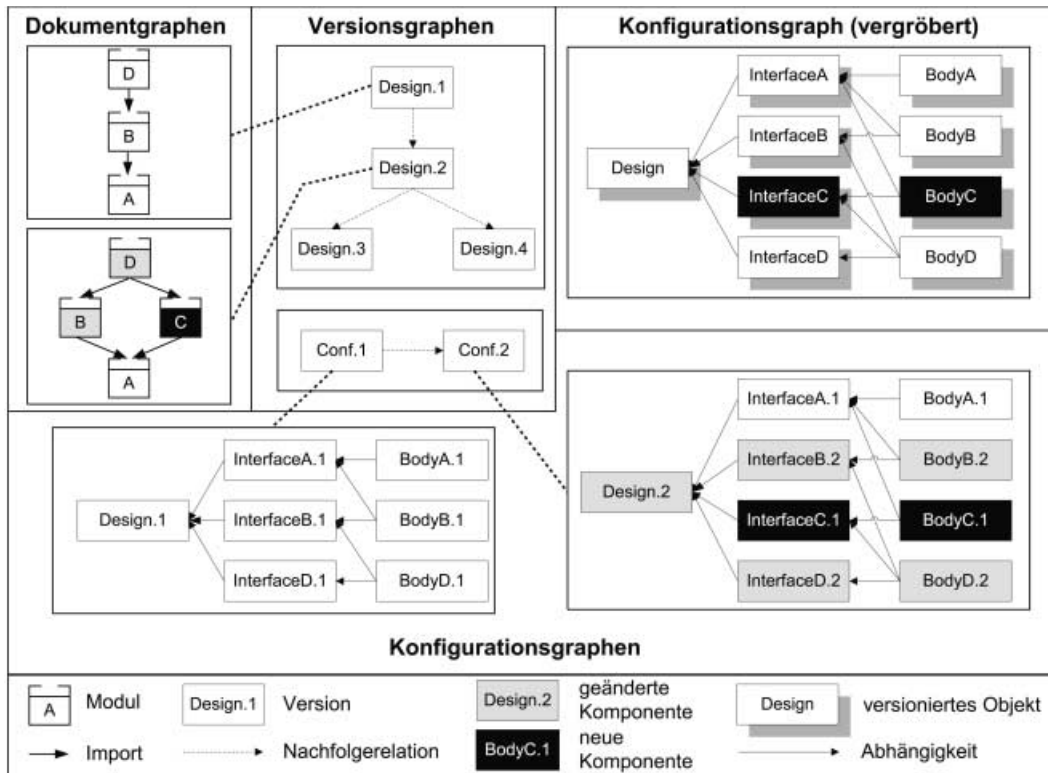 Dokumentgraphen
D
B
A
D
B
C
A
Versionsgraphen
Design.1
Design.2
Design.3
Design.4
Conf.1
Conf.2
Konfigurationsgraph (vergröbert)
Design
InterfaceA
BodyA
InterfaceB
BodyB
InterfaceC
BodyC
InterfaceD
BodyD
Design.1
InterfaceA.1
BodyA.1
InterfaceB.1
BodyB.1
InterfaceD.1
BodyD.1
Design.2
InterfaceA.1
BodyA.1
InterfaceB.2
BodyB.2
InterfaceC.1
BodyC.1
InterfaceD.2
BodyD.2
Konfigurationsgraphen
A
Modul
Import
Design.1
Version
Nachfolgerelation
Design.2
geänderte
Komponente
BodyC.1
neue
Komponente
Design
versioniertes Objekt
Abhängigkeit